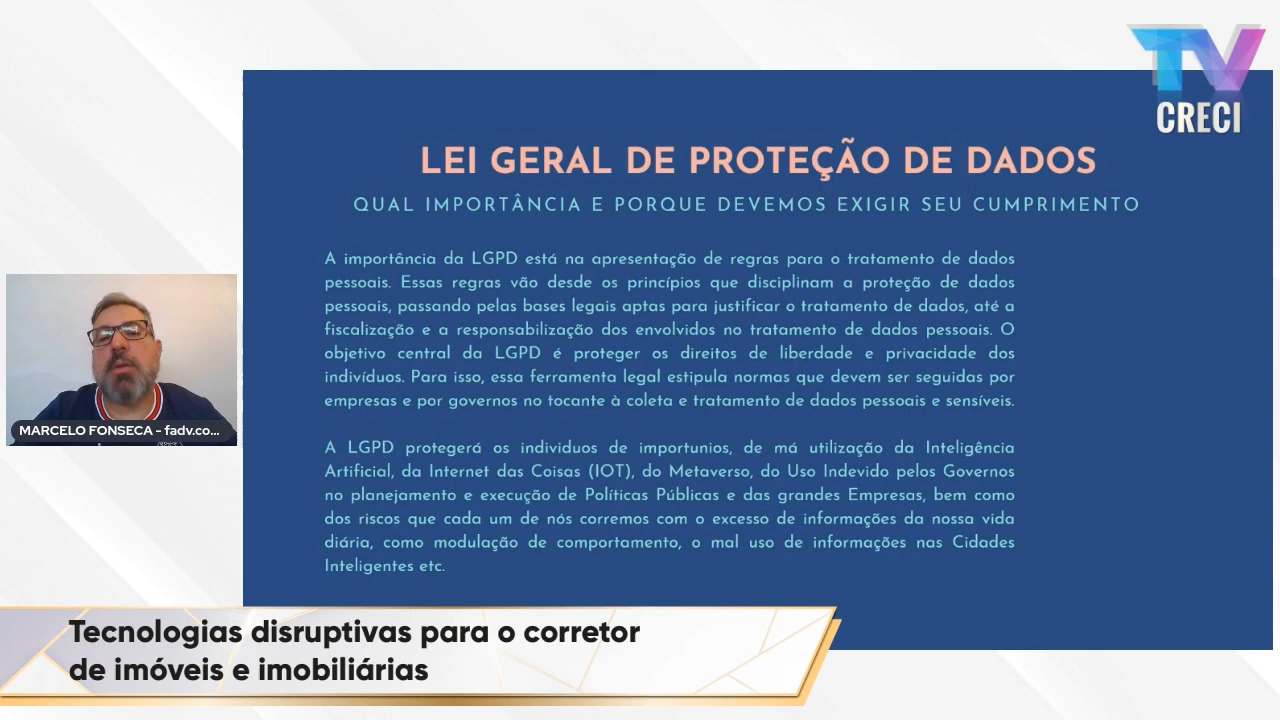 TV
CRECI
LEI GERAL DE PROTEÇÃO DE DADOS
QUAL IMPORTÂNCIA E PORQUE DEVEMOS EXIGIR SEU CUMPRIMENTO
A importância da LGPD está na apresentação de regras para o tratamento de dados
pessoais. Essas regras vão desde os princípios que disciplinam a proteção de dados
pessoais, passando pelas bases legais aptas para justificar o tratamento de dados, até a
fiscalização e a responsabilização dos envolvidos no tratamento de dados pessoais. O
objetivo central da LGPD é proteger os direitos de liberdade e privacidade dos
indivíduos. Para isso, essa ferramenta legal estipula normas que devem ser seguidas por
empresas e por governos no tocante à coleta e tratamento de dados pessoais e sensíveis.
A LGPD protegerá os individuos de importunios, de má utilização da Inteligência
Artificial, da Internet das Coisas (IOT), do Metaverso, do Uso Indevido pelos Governos
no planejamento e execução de Políticas Públicas e das grandes Empresas, bem como
dos riscos que cada um de nós corremos com o excesso de informações da nossa vida
diária, como modulação de comportamento, o mal uso de informações nas Cidades
Inteligentes etc.
MARCELO FONSECA - fadv.co...
Tecnologias disruptivas para o corretor
de imóveis e imobiliárias